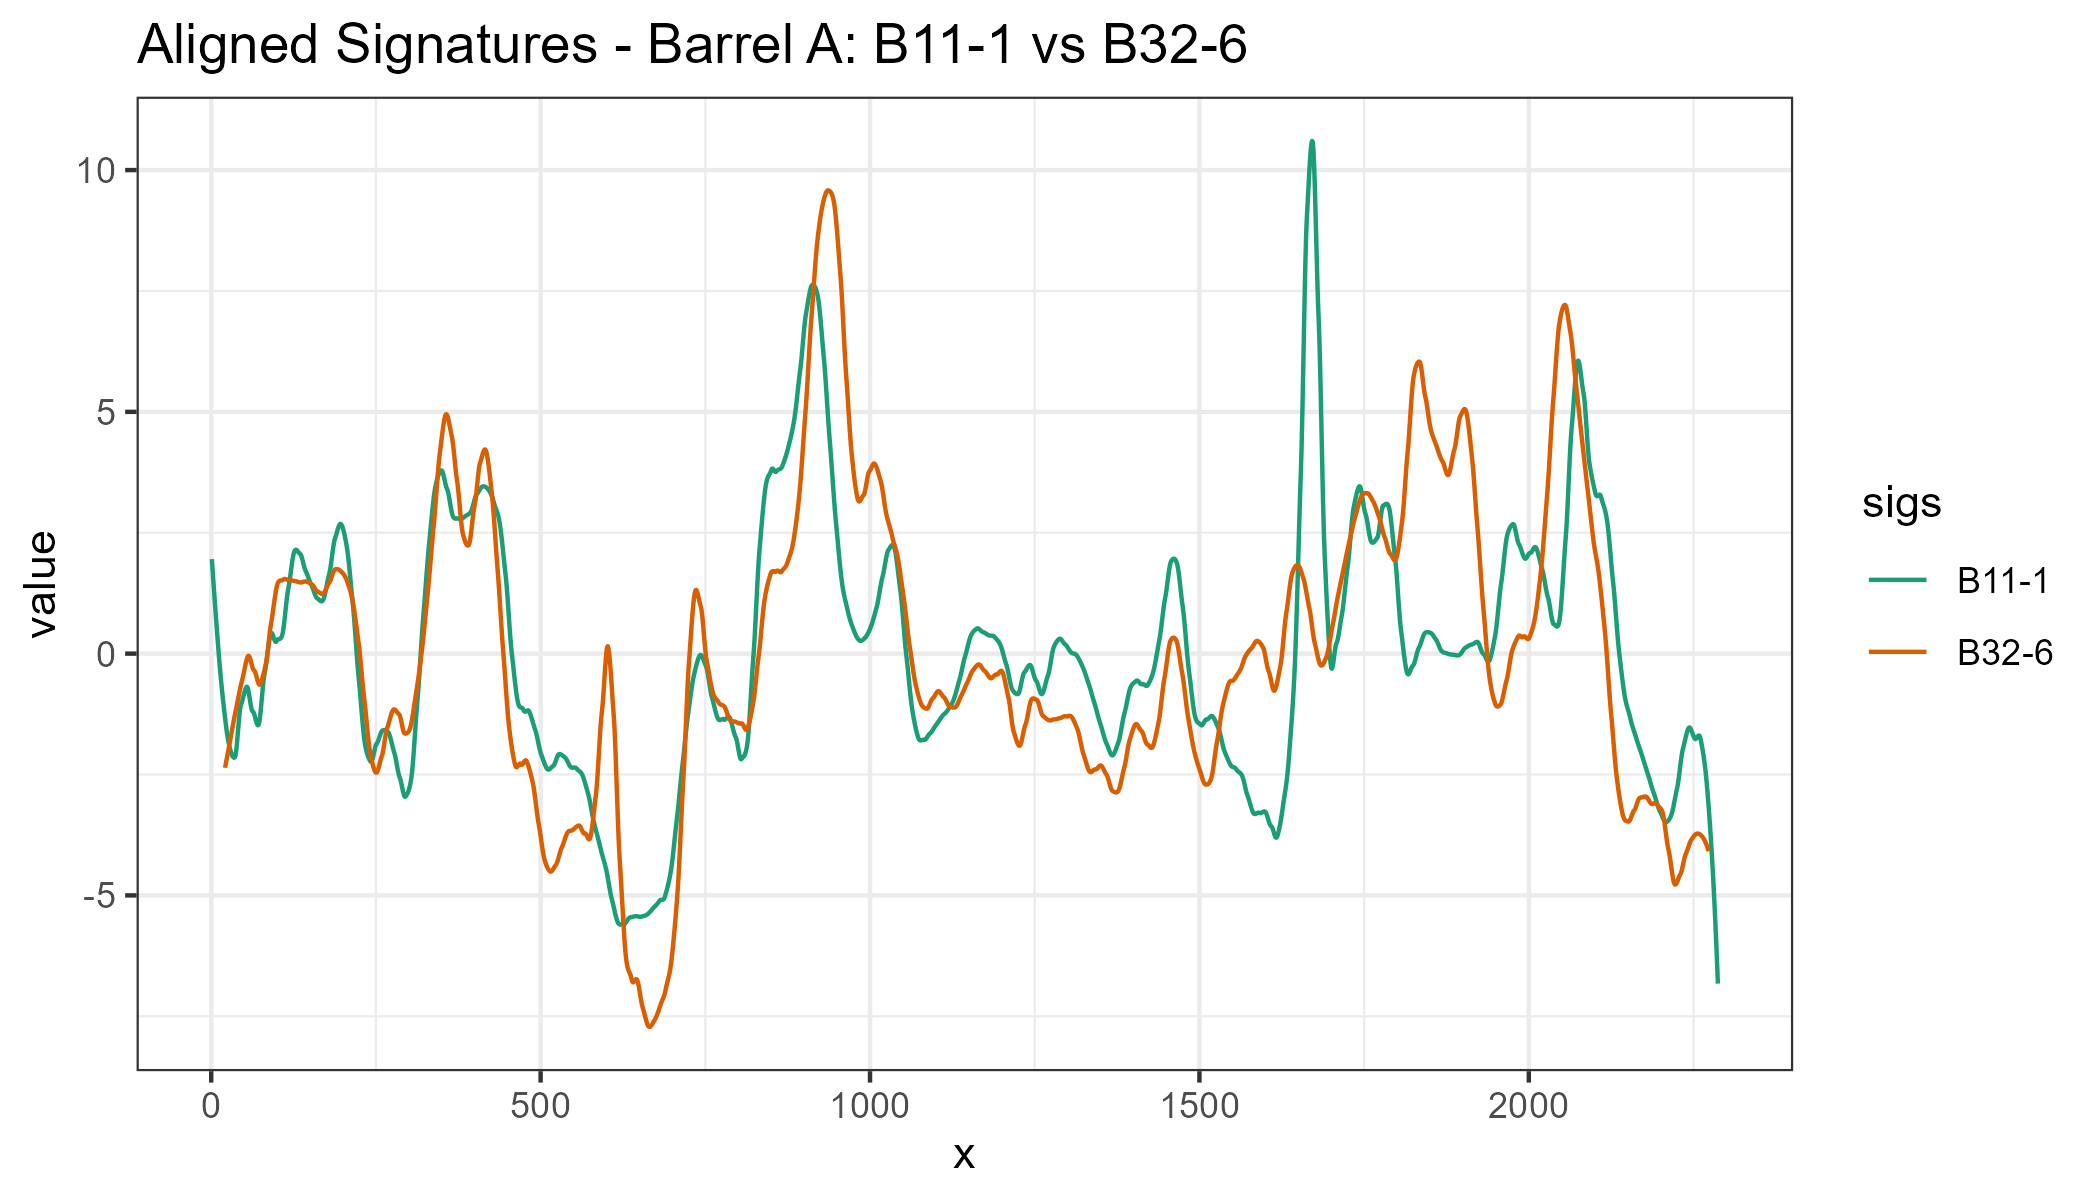 Aligned Signatures - Barrel A: B11-1 vs B32-6
value
10
5
0
-5
0
500
1000
1500
2000
x
sigs
B11-1
B32-6